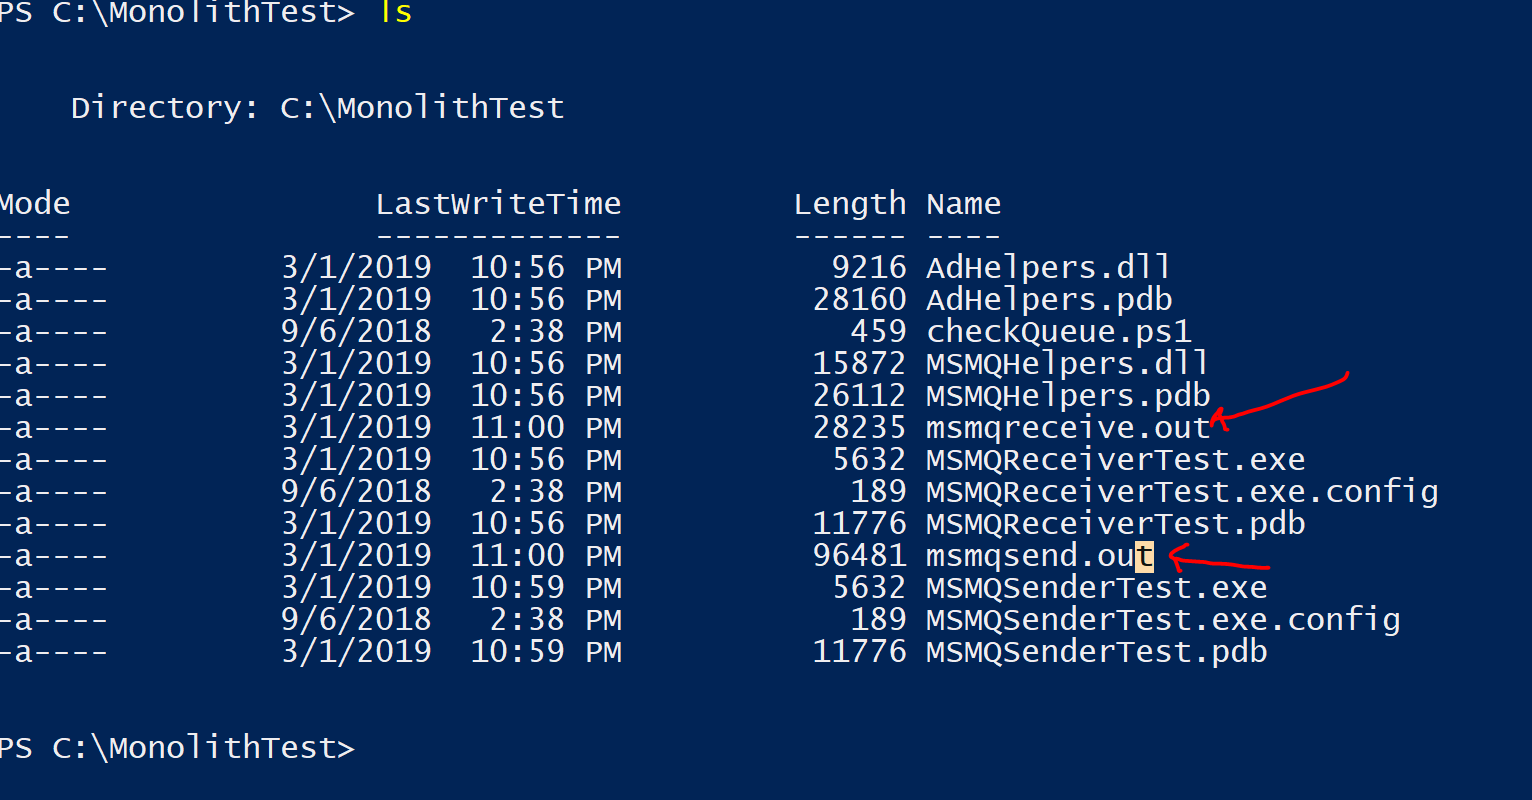 PS C:\MonolithTest> ls
Directory: C:\MonolithTest
Mode LastWriteTime Length Name
---- ------------- ------ ----
-a---- 3/1/2019 10:56 PM 9216 AdHelpers.dll
-a---- 3/1/2019 10:56 PM 28160 AdHelpers.pdb
-a---- 9/6/2018 2:38 PM 459 checkQueue.ps1
-a---- 3/1/2019 10:56 PM 15872 MSMQHelpers.dll
-a---- 3/1/2019 10:56 PM 26112 MSMQHelpers.pdb
-a---- 3/1/2019 11:00 PM 28235 msmqreceive.out
-a---- 3/1/2019 10:56 PM 5632 MSMQReceiverTest.exe
-a---- 9/6/2018 2:38 PM 189 MSMQReceiverTest.exe.config
-a---- 3/1/2019 10:56 PM 11776 MSMQReceiverTest.pdb
-a---- 3/1/2019 11:00 PM 96481 msmqsend.out
-a---- 3/1/2019 10:59 PM 5632 MSMQSenderTest.exe
-a---- 9/6/2018 2:38 PM 189 MSMQSenderTest.exe.config
-a---- 3/1/2019 10:59 PM 11776 MSMQSenderTest.pdb
PS C:\MonolithTest>